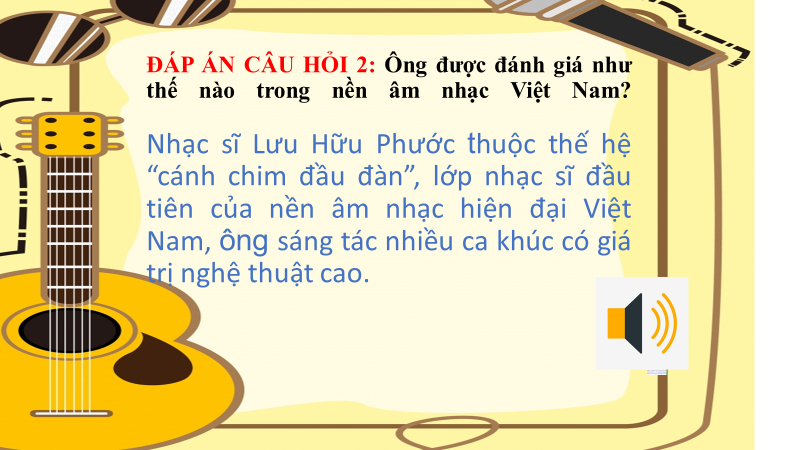 ĐÁP ÁN CÂU HỎI 2: Ông được đánh giá như
thế nào trong nền âm nhạc Việt Nam?
Nhạc sĩ Lưu Hữu Phước thuộc thế hệ
“cánh chim đầu đàn”, lớp nhạc sĩ đầu
tiên của nền âm nhạc hiện đại Việt
Nam, ông sáng tác nhiều ca khúc có giá
trị nghệ thuật cao.